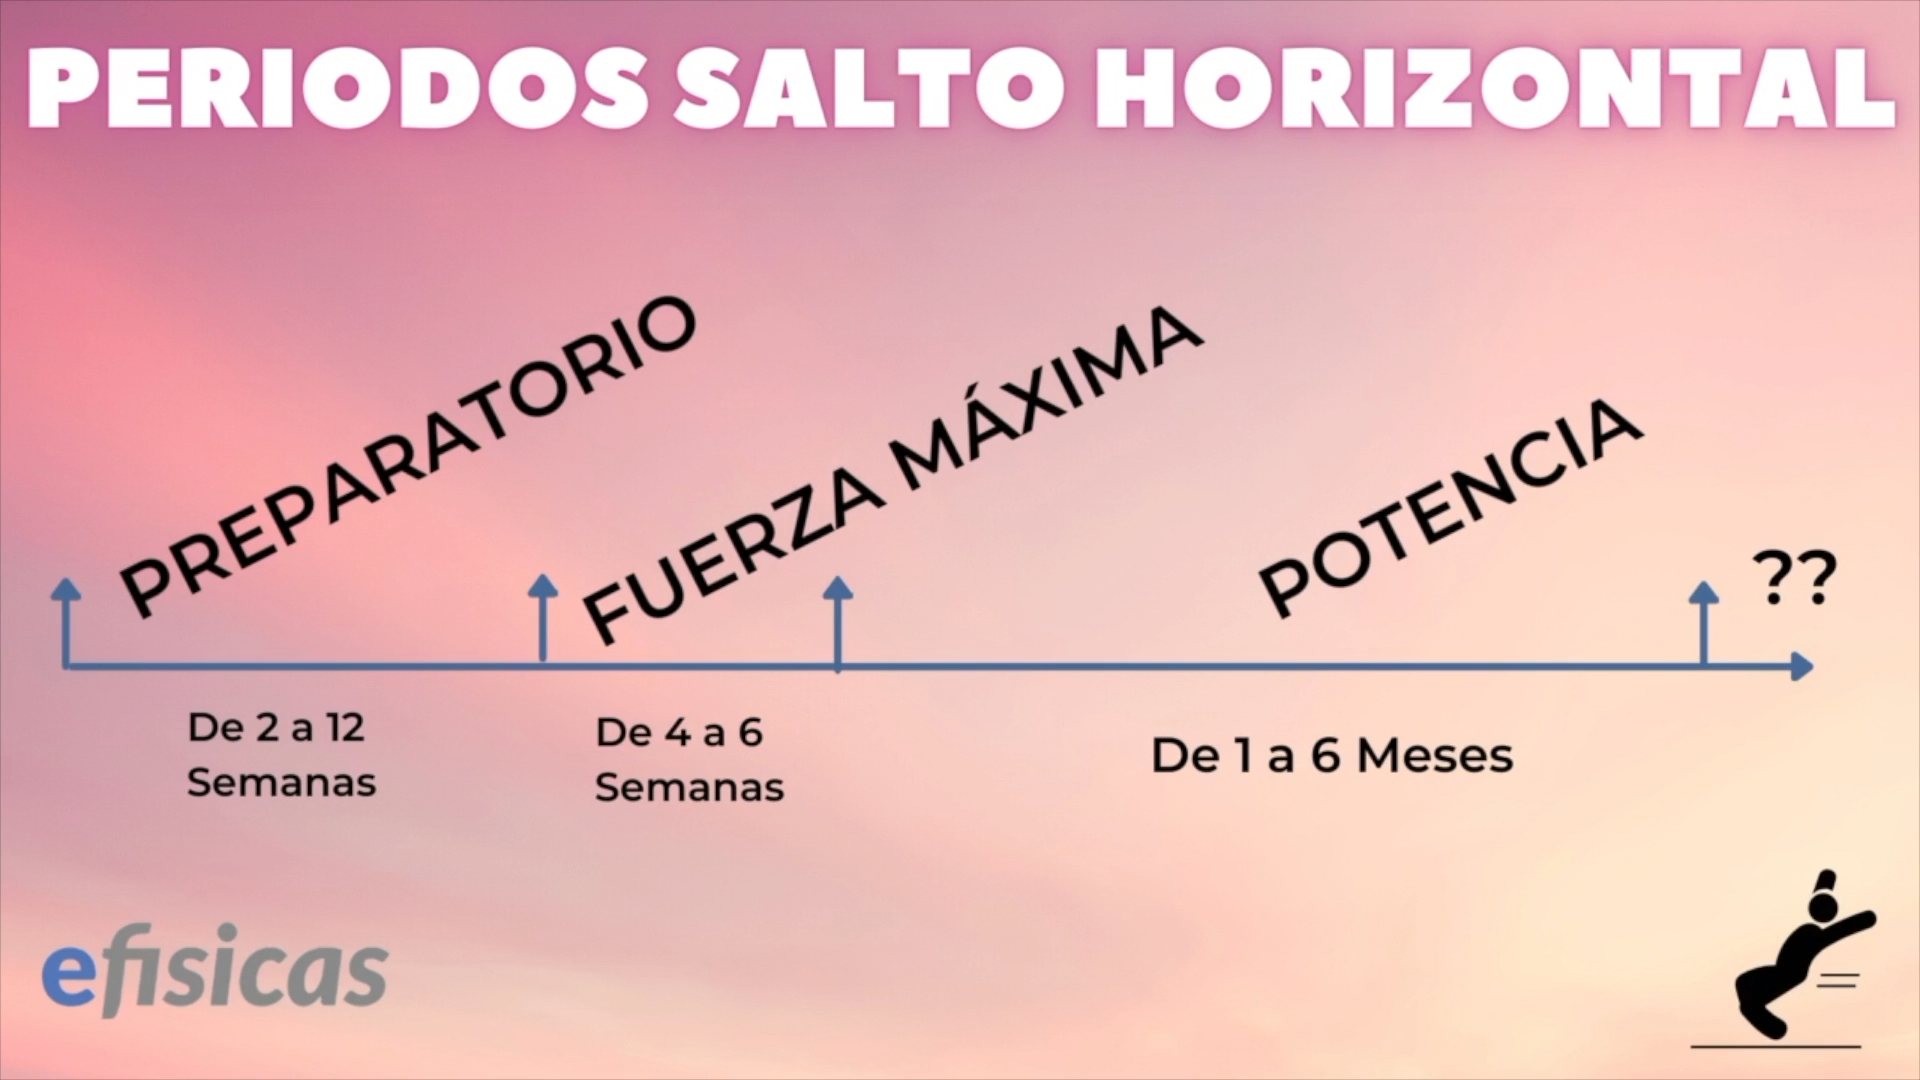 PERIODOS SALTO HORIZONTAL
PREPARATORIO
FUERZA MÁXIMA
POTENCIA
??
De 2 a 12
Semanas
De 4 a 6
Semanas
De 1 a 6 Meses
efisicas